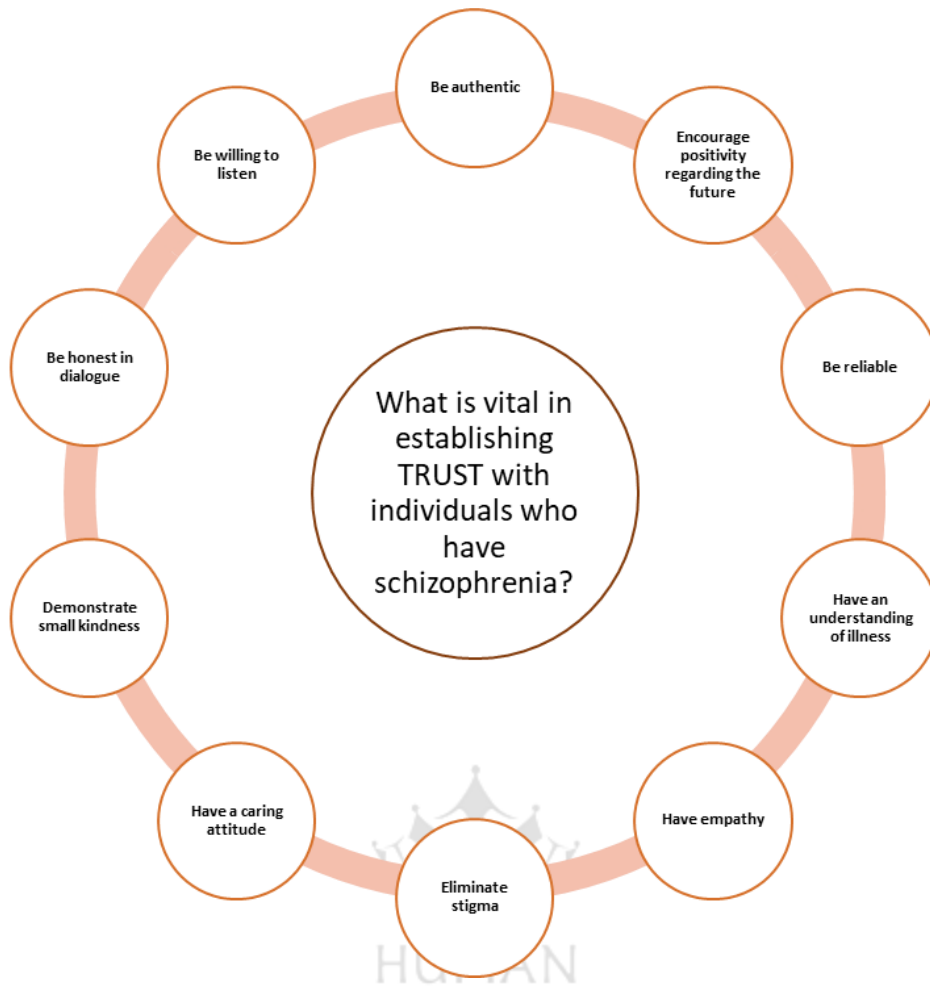 Be authentic
Encourage
positivity
regarding the
future
Be reliable
Have an
understanding
of illness
Have empathy
Eliminate
stigma
Have a caring
attitude
Demonstrate
small kindness
Be honest in
dialogue
Be willing to
listen
What is vital in
establishing
TRUST with
individuals who
have
schizophrenia?
HUMAN